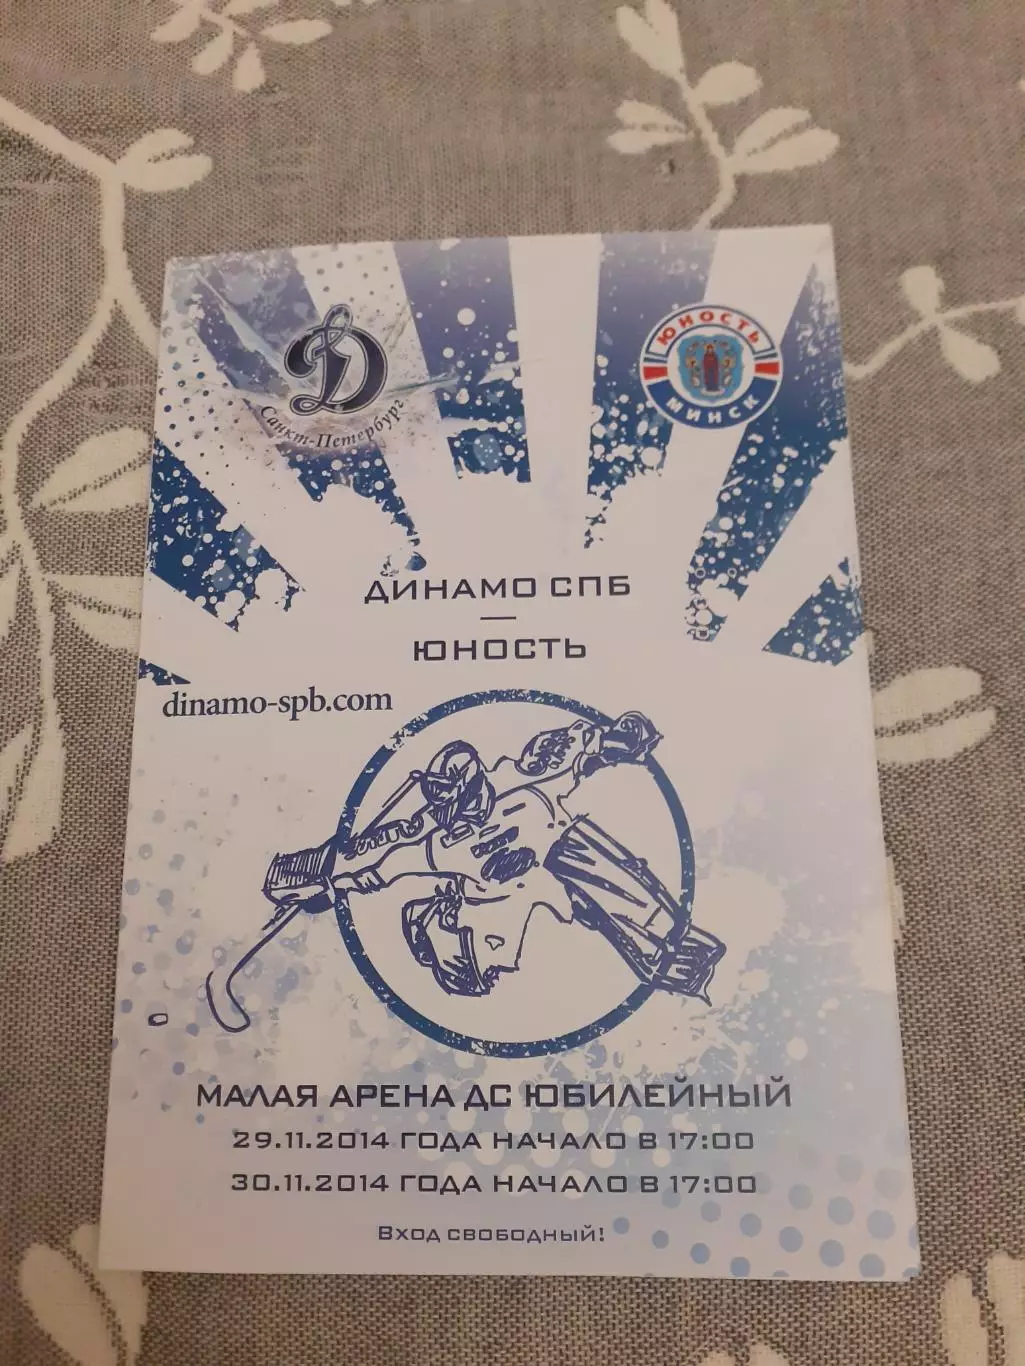 Санкт-Петербург
ЮНОСТЬ
МИНСК
ДИНАМО СПБ
—
ЮНОСТЬ
dinamo-spb.com
МАЛАЯ АРЕНА ДС ЮБИЛЕЙНЫЙ
29.11.2014 ГОДА НАЧАЛО В 17:00
30.11.2014 ГОДА НАЧАЛО В 17:00
Вход свободный!